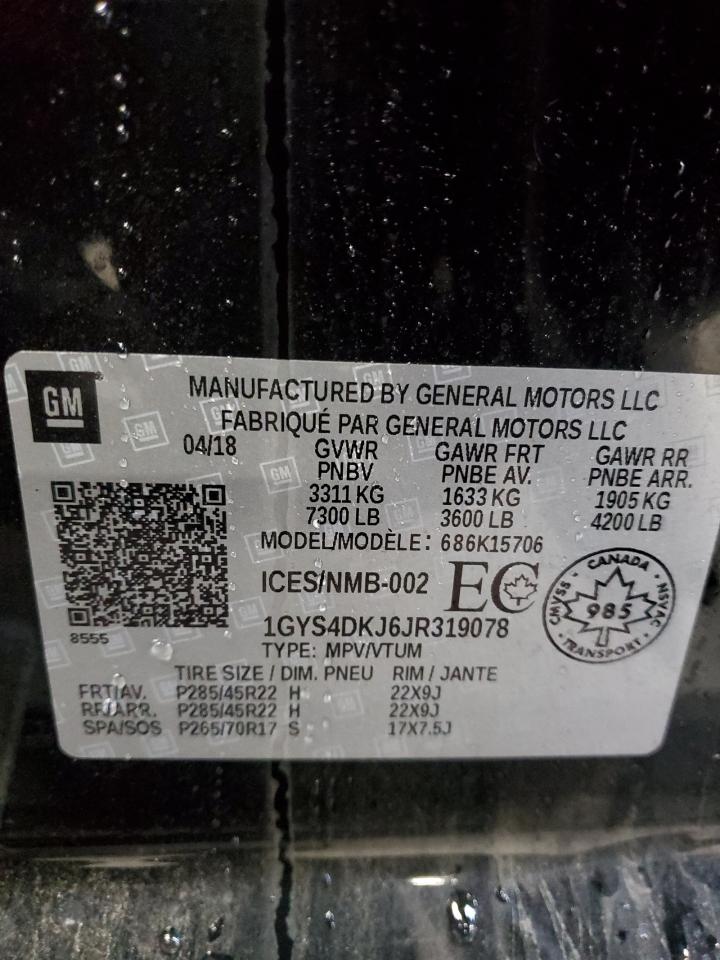 GM
MANUFACTURED BY GENERAL MOTORS LLC
FABRIQUÉ PAR GENERAL MOTORS LLC
04/18 GVWR GAWR FRT GAWR RR
PNBV PNBE AV. PNBE ARR.
3311 KG 1633 KG 1905 KG
7300 LB 3600 LB 4200 LB
MODEL/MODÈLE: 686K15706
ICES/NMB-002 EC
CANADA
CMVSS 985 NSVAC
TRANSPORT
8555
1GYS4DKJ6JR319078
TYPE: MPV/VTUM
TIRE SIZE / DIM. PNEU RIM / JANTE
FRT/AV. P285/45R22 H 22X9J
RR/ARR. P285/45R22 H 22X9J
SPA/SOS P265/70R17 S 17X7.5J